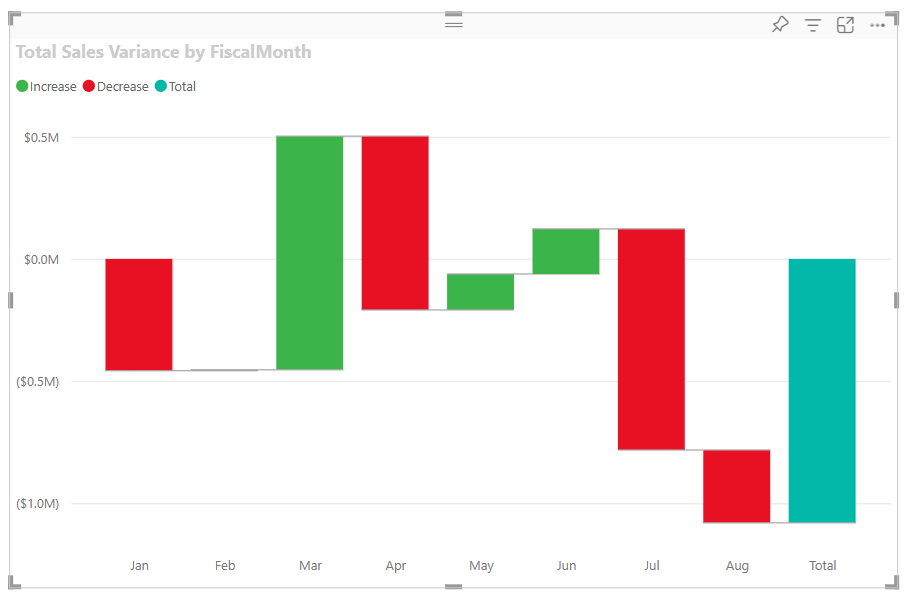 Total Sales Variance by FiscalMonth
Increase Decrease Total
$0.5M
$0.0M
($0.5M)
($1.0M)
Jan Feb Mar Apr May Jun Jul Aug Total